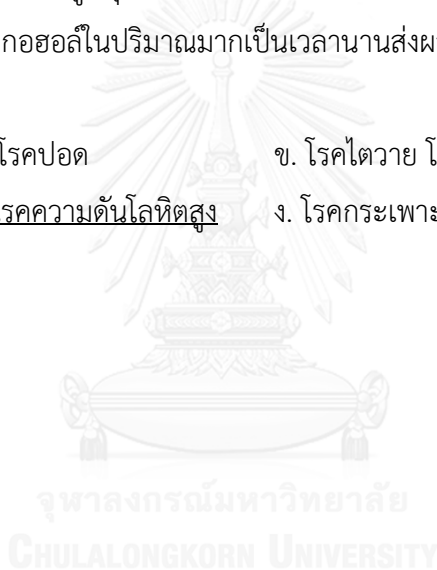 กอฮอล์ในปริมาณมากเป็นเวลานานส่งผ
โรคปอด ข. โรคไตวาย โ
รคความดันโลหิตสูง ง. โรคกระเพาะ
จุฬาลงกรณ์มหาวิทยาลัย
CHULALONGKORN UNIVERSITY